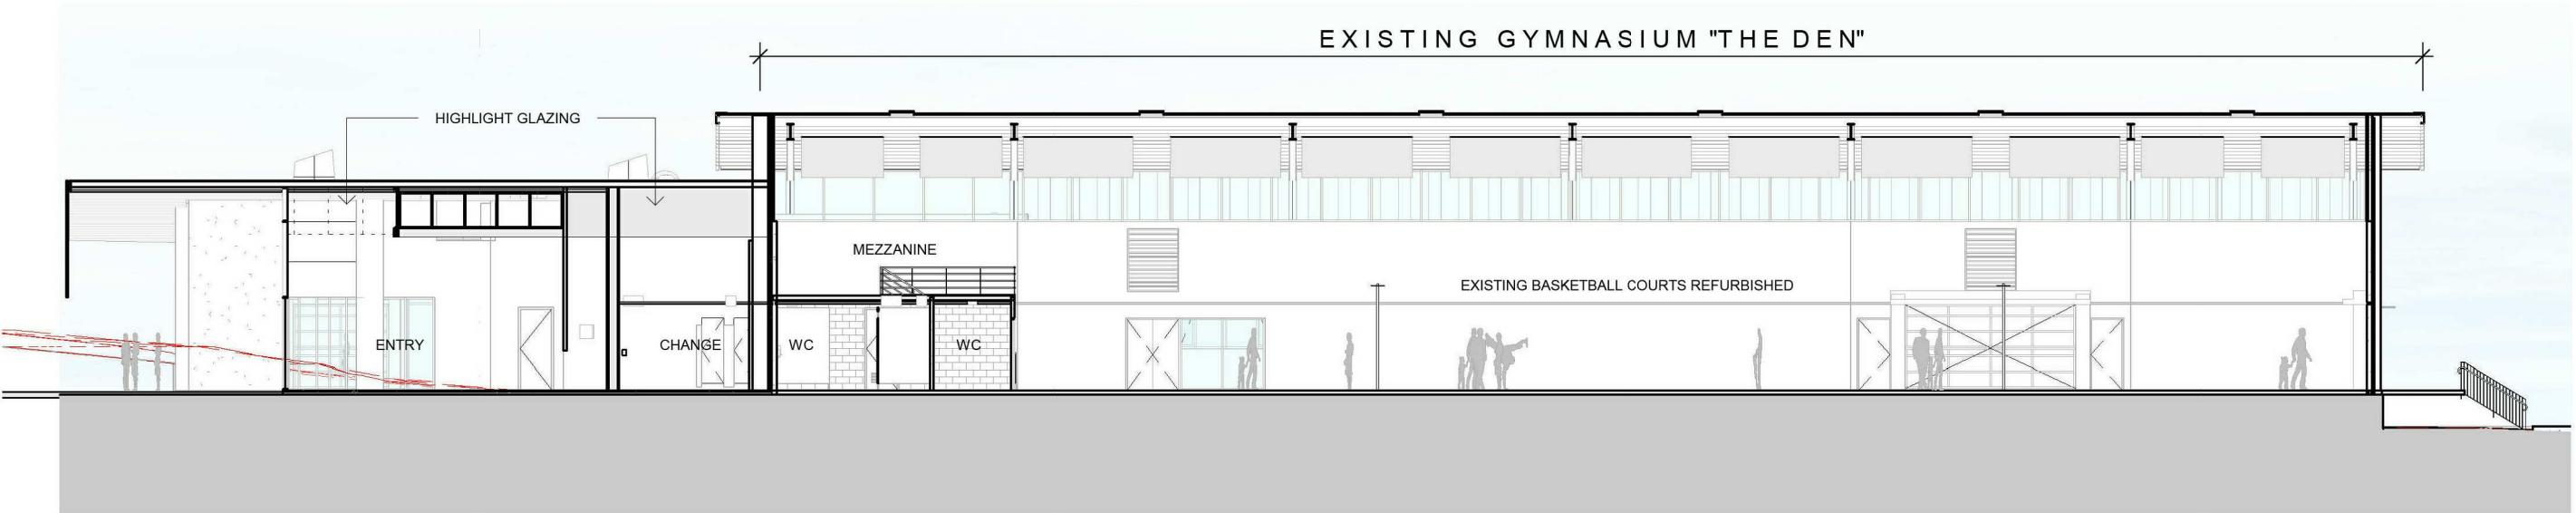 EXISTING GYMNASIUM "THE DEN"
HIGHLIGHT GLAZING
MEZZANINE
EXISTING BASKETBALL COURTS REFURBISHED
ENTRY
CHANGE
WC
WC